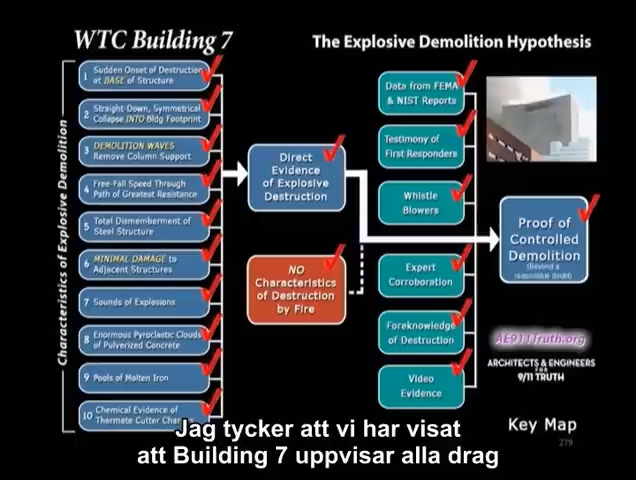 WTC Building 7
The Explosive Demolition Hypothesis
Characteristics of Explosive Demolition
1 Sudden Onset of Destruction
at BASE of Structure
2 Straight-Down, Symmetrical
Collapse INTO Bldg Footprint
3 DEMOLITION WAVES
Remove Column Support
4 Free-Fall Speed Through
Path of Greatest Resistance
5 Total Dismemberment of
Steel Structure
6 MINIMAL DAMAGE to
Adjacent Structures
7 Sounds of Explosions
8 Enormous Pyroclastic Clouds
of Pulverized Concrete
9 Pools of Molten Iron
10 Chemical Evidence of
Thermate Cutter
Direct
Evidence
of Explosive
Destruction
NO
Characteristics
of Destruction
by Fire
Data from FEMA
& NIST Reports
Testimony of
First Responders
Whistle
Blowers
Expert
Corroboration
Foreknowledge
of Destruction
Video
Evidence
Proof of
Controlled
Demolition
(Beyond a
reasonable doubt)
AE911Truth.org
ARCHITECTS & ENGINEERS
FOR
9/11 TRUTH
Key Map
279
Jag tycker att vi har visat
att Building 7 uppvisar alla drag